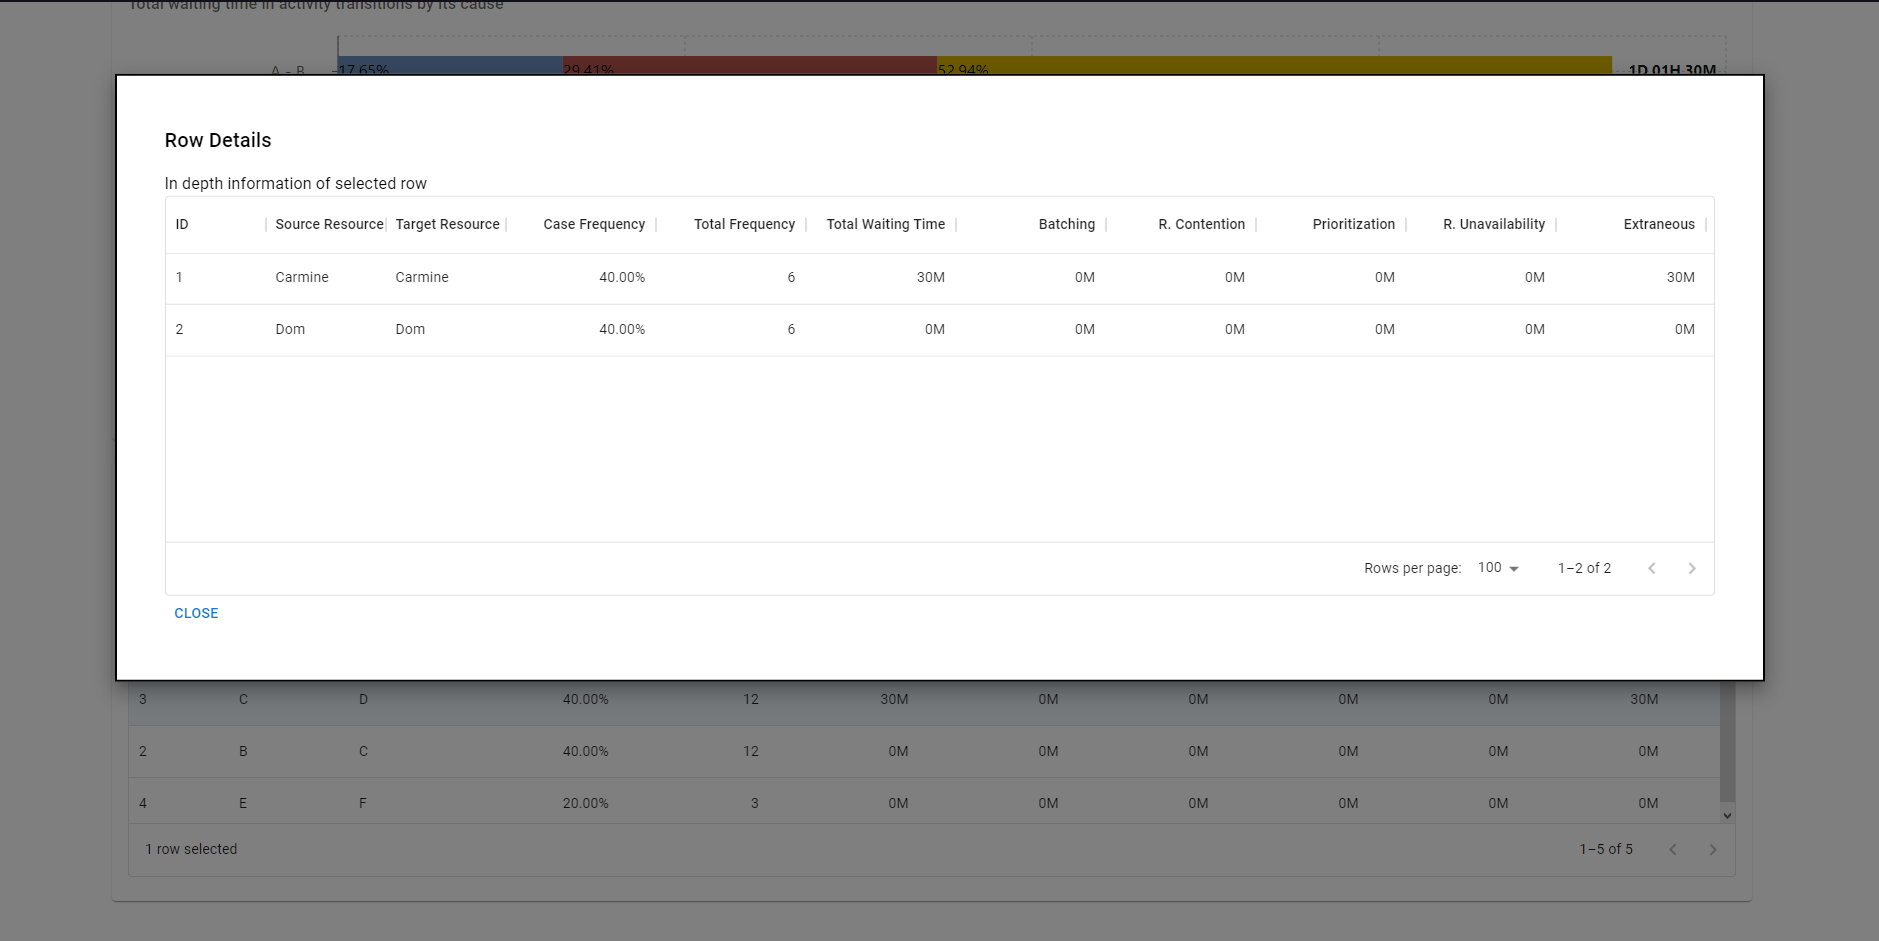 Total waiting time in activity transitions by its cause
A - B 17.65% 29.41% 52.94% 1D 01H 30M
Row Details
In depth information of selected row
ID Source Resource Target Resource Case Frequency Total Frequency Total Waiting Time Batching R. Contention Prioritization R. Unavailability Extraneous
1 Carmine Carmine 40.00% 6 30M 0M 0M 0M 0M 30M
2 Dom Dom 40.00% 6 0M 0M 0M 0M 0M 0M
Rows per page: 100 1–2 of 2
CLOSE
3 C D 40.00% 12 30M 0M 0M 0M 0M 30M
2 B C 40.00% 12 0M 0M 0M 0M 0M 0M
4 E F 20.00% 3 0M 0M 0M 0M 0M 0M
1 row selected 1–5 of 5